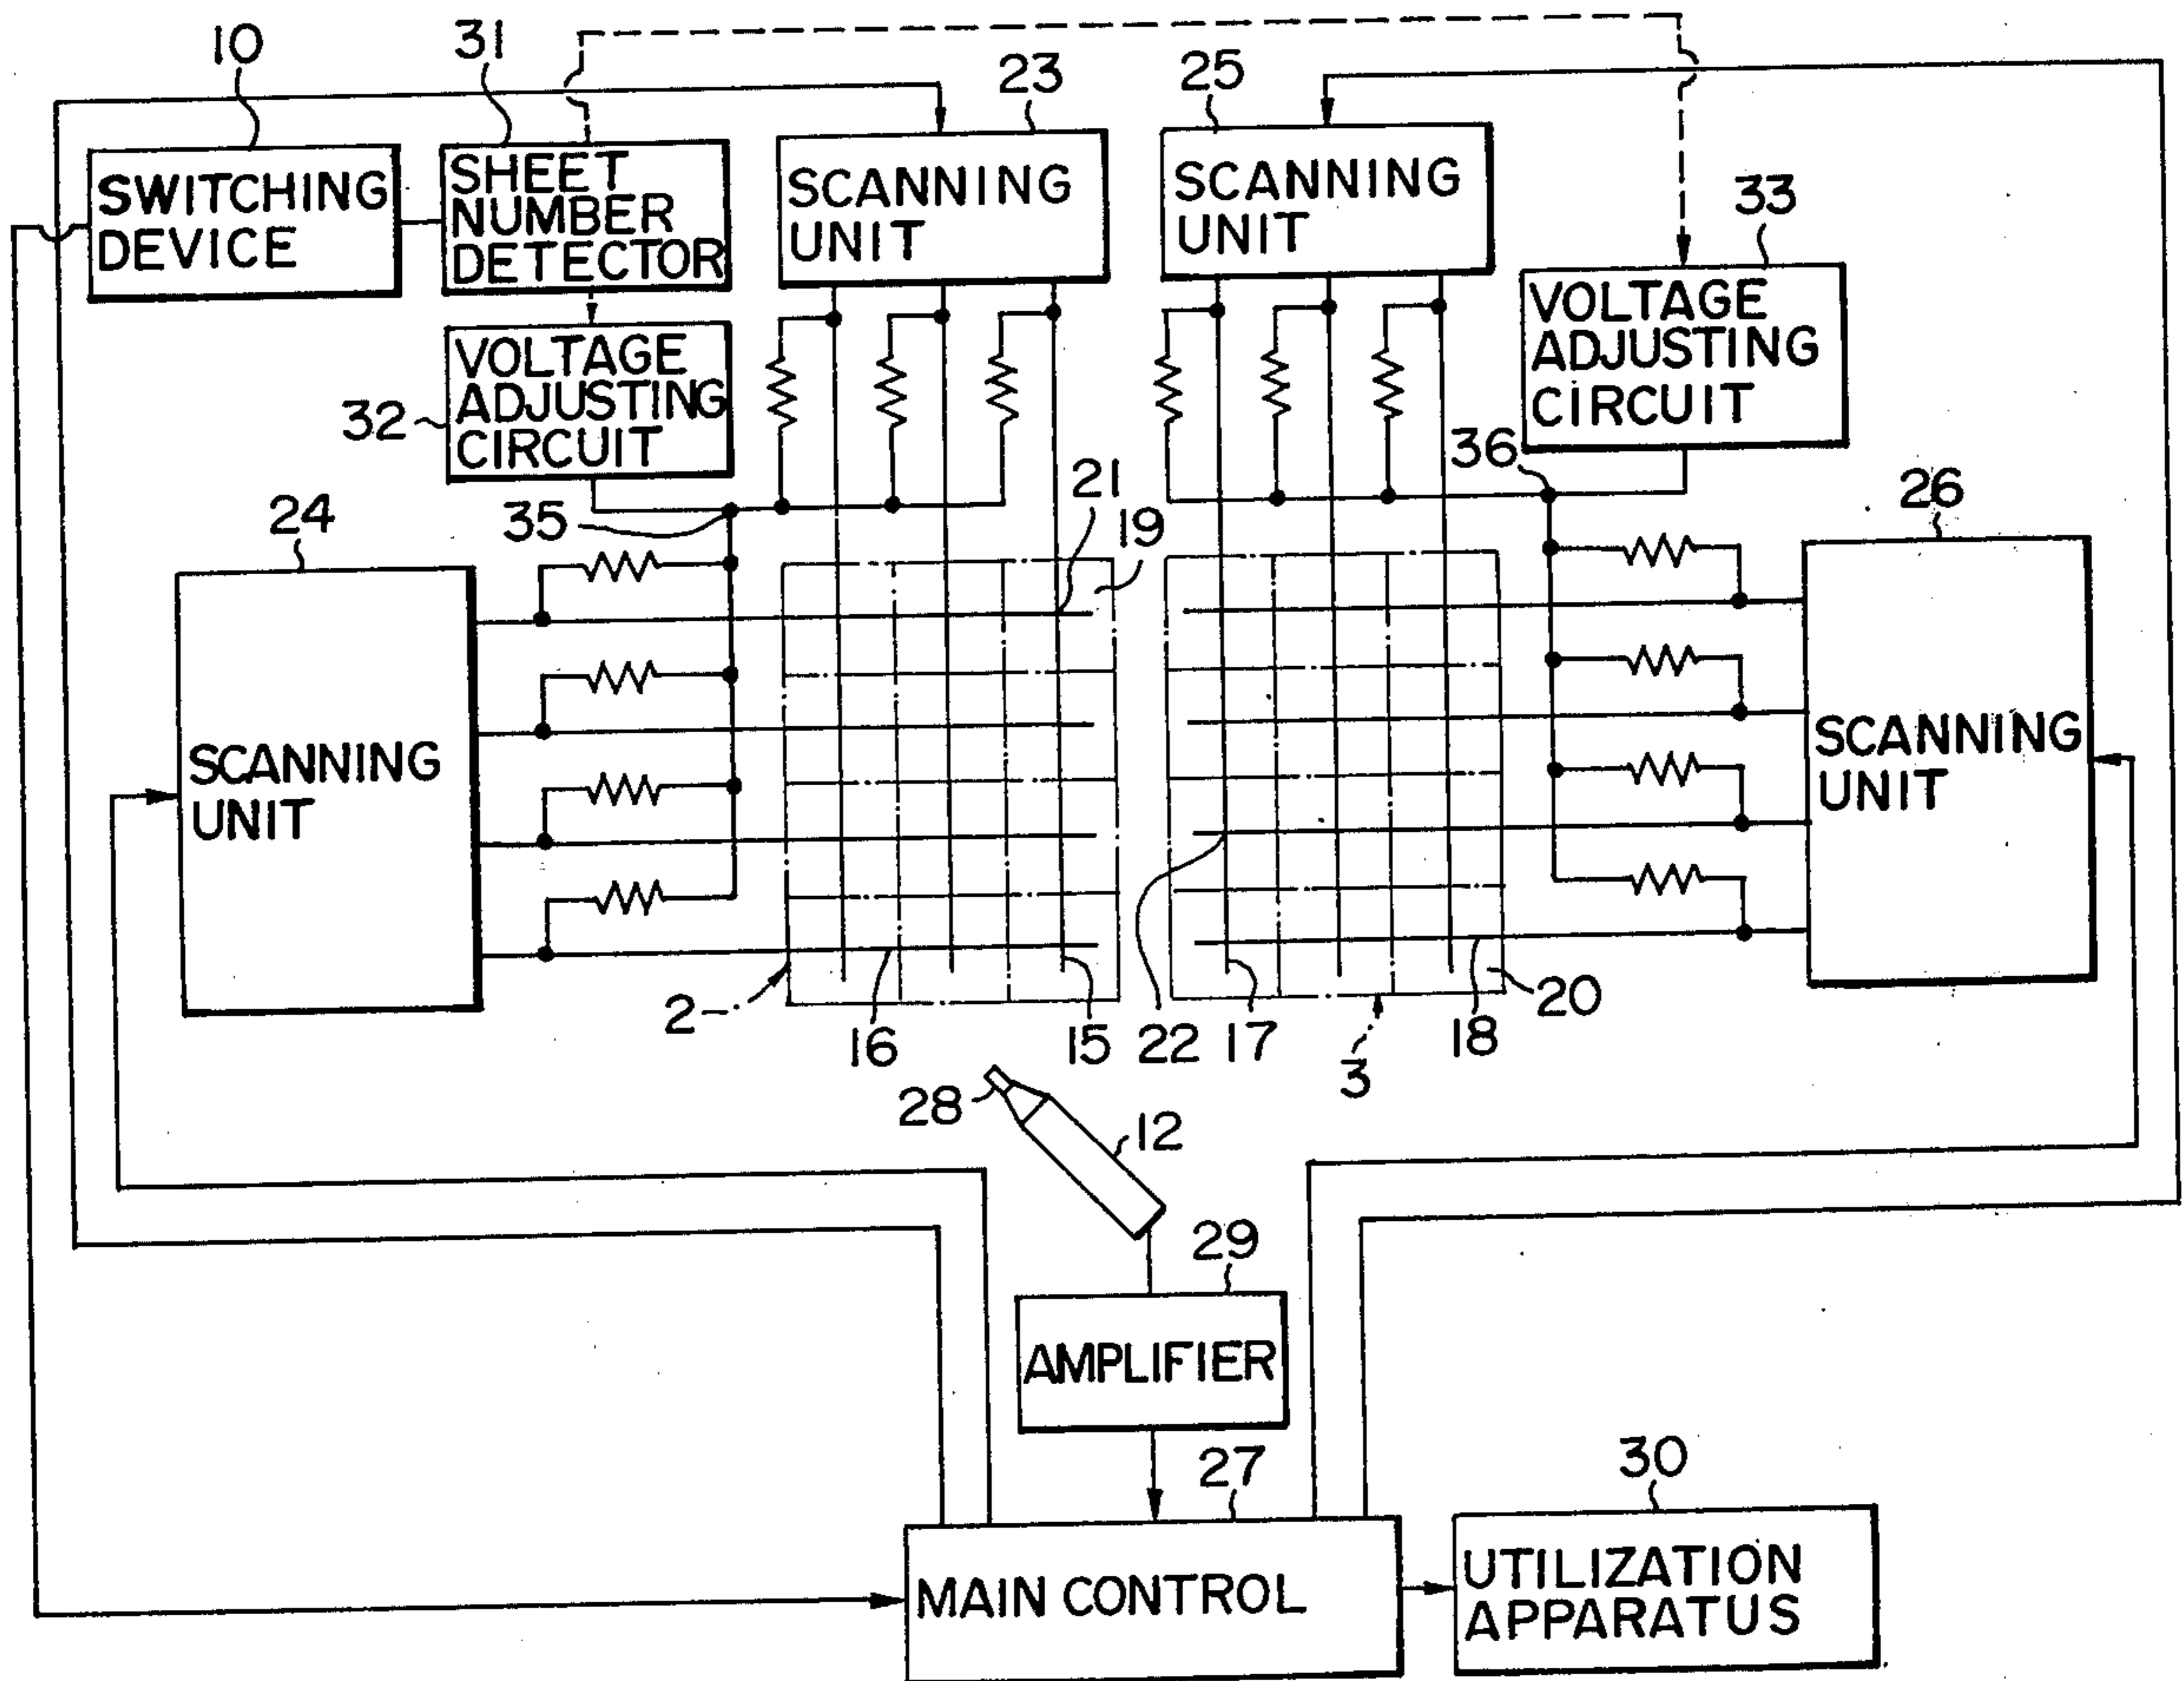 10
31
23
25
SWITCHING
DEVICE
SHEET
NUMBER
DETECTOR
SCANNING
UNIT
SCANNING
UNIT
33
VOLTAGE
ADJUSTING
CIRCUIT
32
VOLTAGE
ADJUSTING
CIRCUIT
36
21
19
35
24
26
SCANNING
UNIT
SCANNING
UNIT
2
16
15
22
17
3
18
20
28
12
29
AMPLIFIER
27
30
MAIN CONTROL
UTILIZATION
APPARATUS